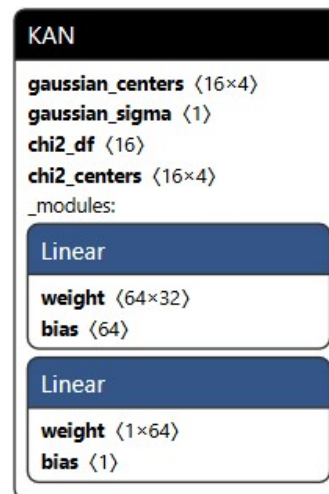 KAN
gaussian_centers ⟨16×4⟩
gaussian_sigma ⟨1⟩
chi2_df ⟨16⟩
chi2_centers ⟨16×4⟩
_modules:
Linear
weight ⟨64×32⟩
bias ⟨64⟩
Linear
weight ⟨1×64⟩
bias ⟨1⟩